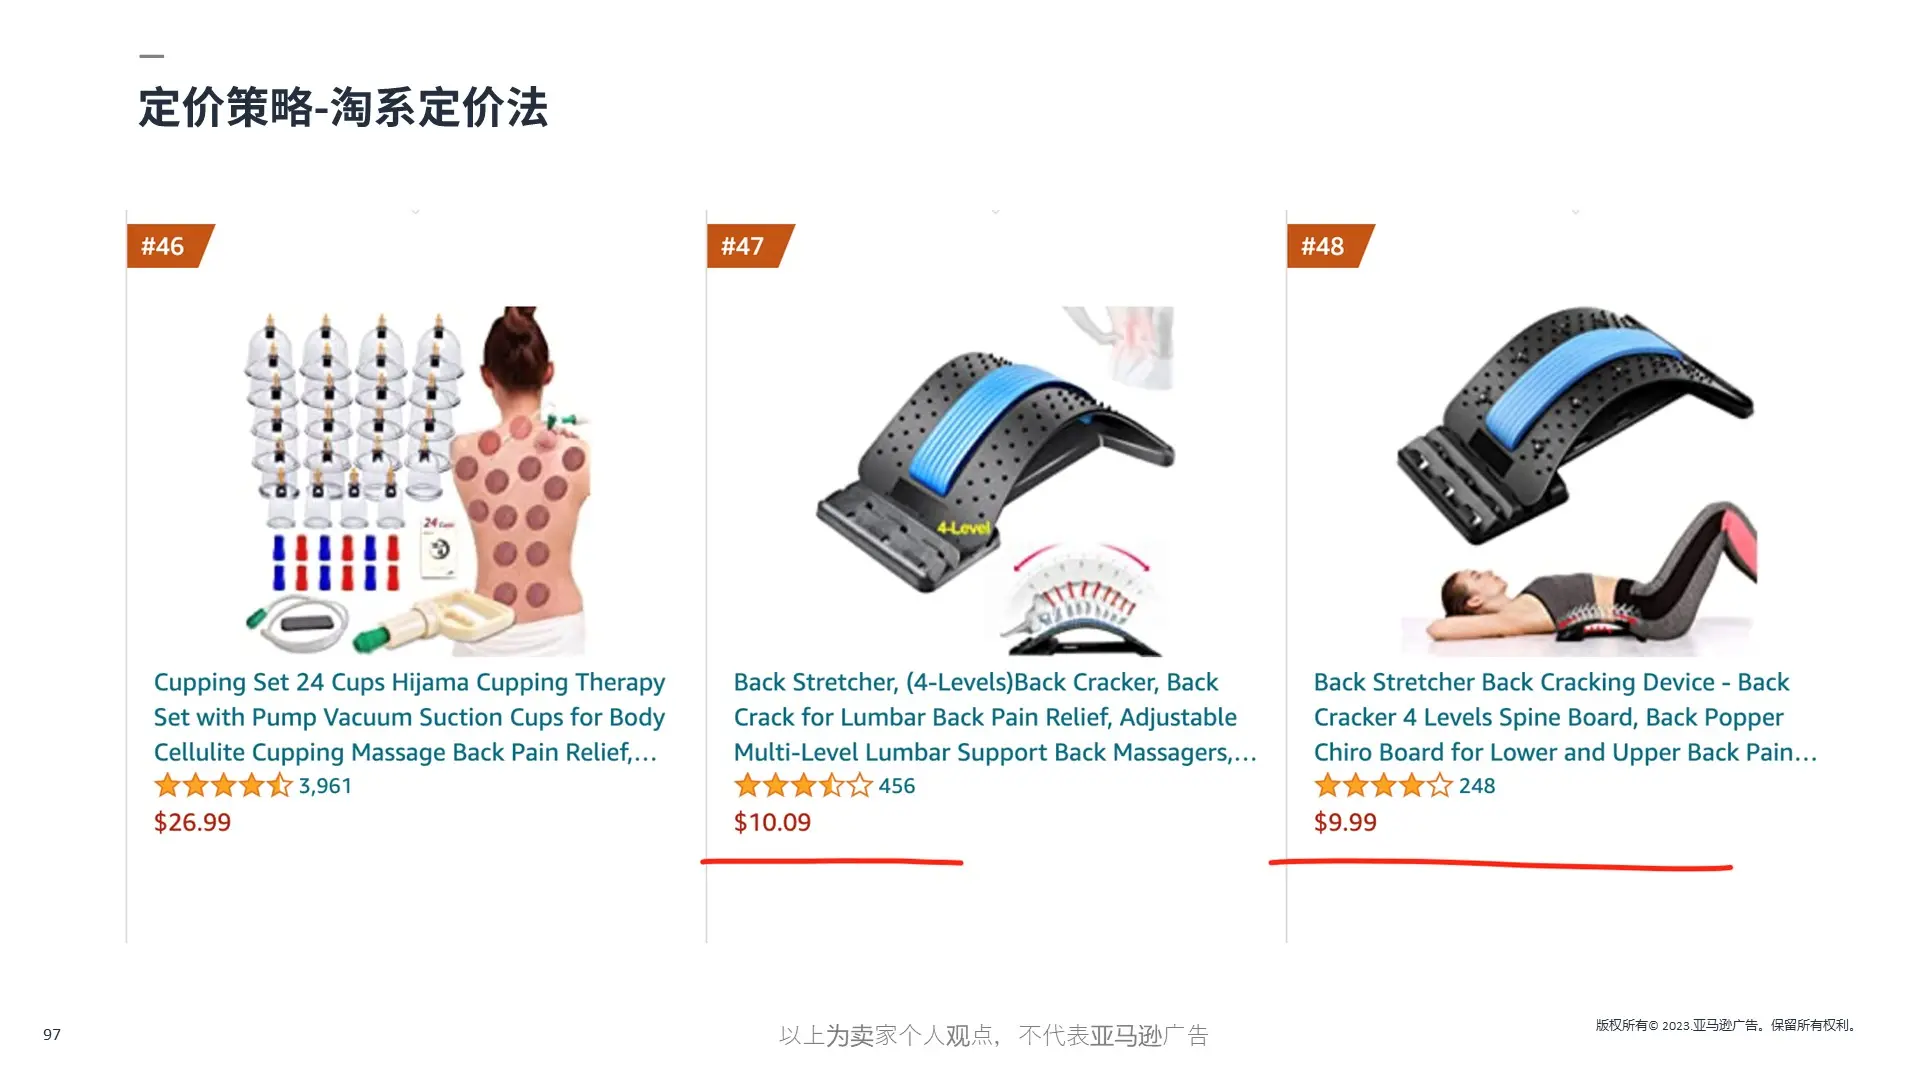 定价策略-淘系定价法
#46
24 Cups
Cupping Set 24 Cups Hijama Cupping Therapy
Set with Pump Vacuum Suction Cups for Body
Cellulite Cupping Massage Back Pain Relief,…
3,961
$26.99
#47
4-Level
Back Stretcher, (4-Levels)Back Cracker, Back
Crack for Lumbar Back Pain Relief, Adjustable
Multi-Level Lumbar Support Back Massagers,…
456
$10.09
#48
Back Stretcher Back Cracking Device - Back
Cracker 4 Levels Spine Board, Back Popper
Chiro Board for Lower and Upper Back Pain…
248
$9.99
97
以上为卖家个人观点，不代表亚马逊广告
版权所有© 2023.亚马逊广告。保留所有权利。